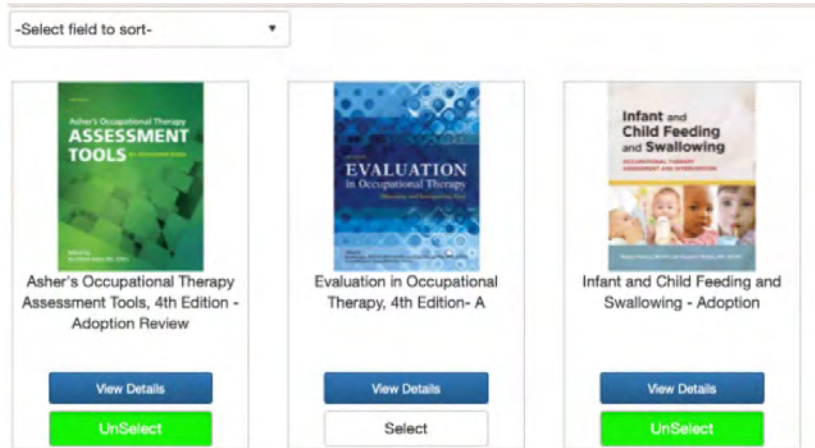 -Select field to sort-
Asher's Occupational Therapy
ASSESSMENT
TOOLS
EVALUATION
in Occupational Therapy
Infant and
Child Feeding
and Swallowing
OCCUPATIONAL THERAPY
ASSESSMENT AND INTERVENTION
Asher's Occupational Therapy
Assessment Tools, 4th Edition -
Adoption Review
Evaluation in Occupational
Therapy, 4th Edition- A
Infant and Child Feeding and
Swallowing - Adoption
View Details
View Details
View Details
UnSelect
Select
UnSelect